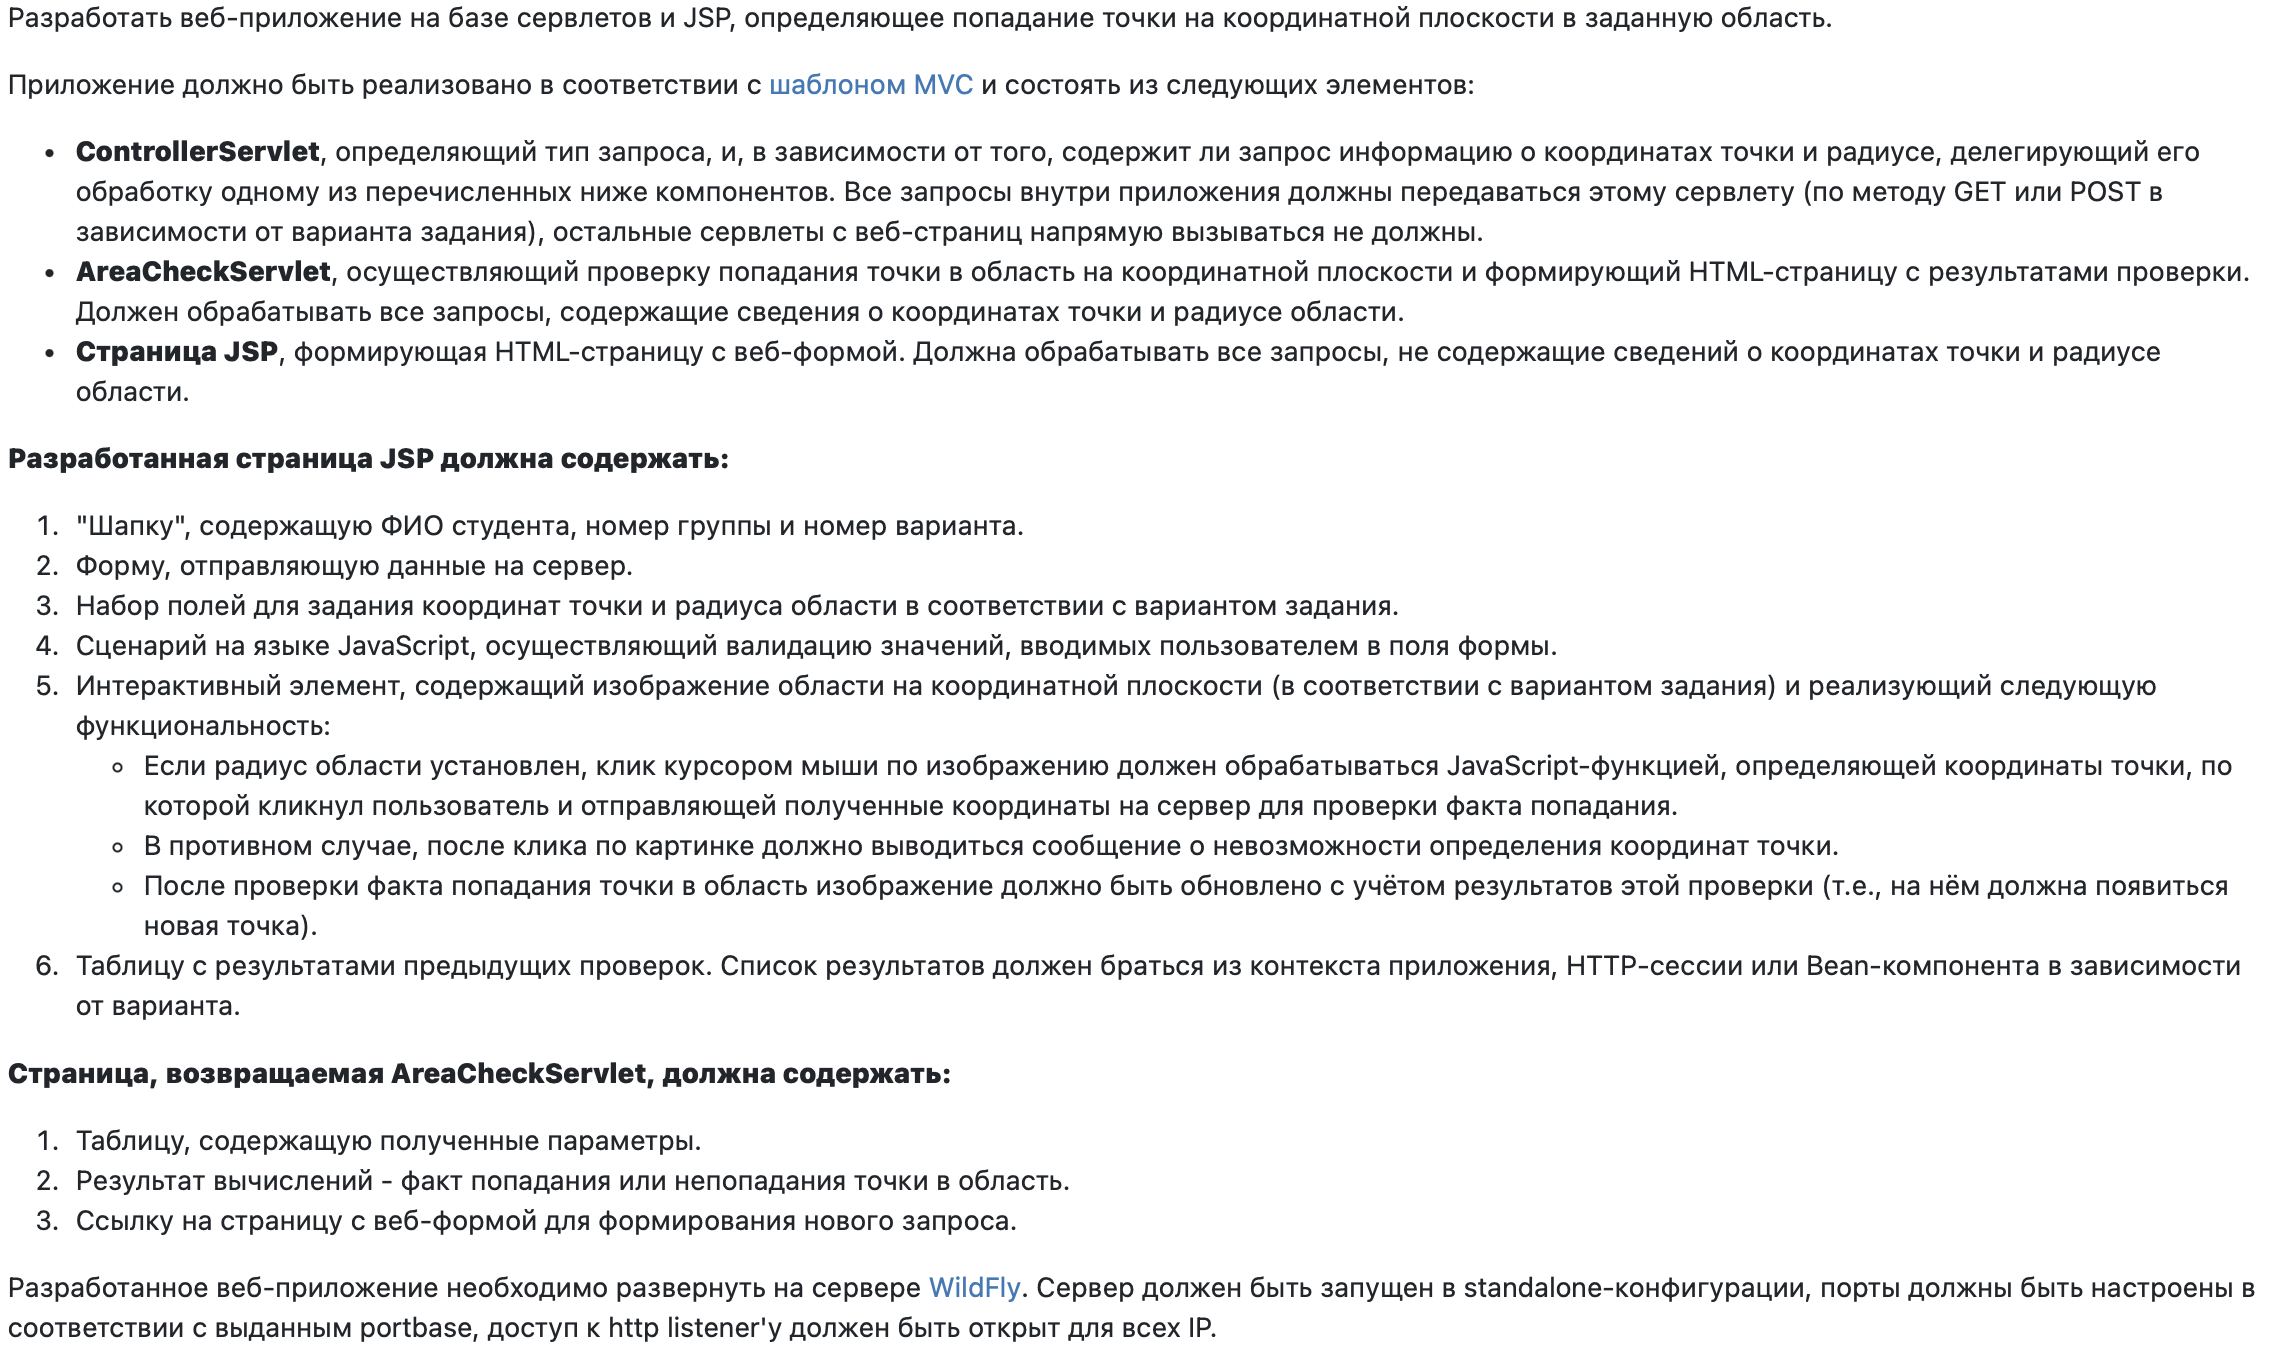 Разработать веб-приложение на базе сервлетов и JSP, определяющее попадание точки на координатной плоскости в заданную область.
Приложение должно быть реализовано в соответствии с шаблоном MVC и состоять из следующих элементов:
• ControllerServlet, определяющий тип запроса, и, в зависимости от того, содержит ли запрос информацию о координатах точки и радиусе, делегирующий его
обработку одному из перечисленных ниже компонентов. Все запросы внутри приложения должны передаваться этому сервлету (по методу GET или POST в
зависимости от варианта задания), остальные сервлеты с веб-страниц напрямую вызываться не должны.
• AreaCheckServlet, осуществляющий проверку попадания точки в область на координатной плоскости и формирующий HTML-страницу с результатами проверки.
Должен обрабатывать все запросы, содержащие сведения о координатах точки и радиусе области.
• Страница JSP, формирующая HTML-страницу с веб-формой. Должна обрабатывать все запросы, не содержащие сведений о координатах точки и радиусе
области.
Разработанная страница JSP должна содержать:
1. "Шапку", содержащую ФИО студента, номер группы и номер варианта.
2. Форму, отправляющую данные на сервер.
3. Набор полей для задания координат точки и радиуса области в соответствии с вариантом задания.
4. Сценарий на языке JavaScript, осуществляющий валидацию значений, вводимых пользователем в поля формы.
5. Интерактивный элемент, содержащий изображение области на координатной плоскости (в соответствии с вариантом задания) и реализующий следующую
функциональность:
◦ Если радиус области установлен, клик курсором мыши по изображению должен обрабатываться JavaScript-функцией, определяющей координаты точки, по
которой кликнул пользователь и отправляющей полученные координаты на сервер для проверки факта попадания.
◦ В противном случае, после клика по картинке должно выводиться сообщение о невозможности определения координат точки.
◦ После проверки факта попадания точки в область изображение должно быть обновлено с учётом результатов этой проверки (т.е., на нём должна появиться
новая точка).
6. Таблицу с результатами предыдущих проверок. Список результатов должен браться из контекста приложения, HTTP-сессии или Bean-компонента в зависимости
от варианта.
Страница, возвращаемая AreaCheckServlet, должна содержать:
1. Таблицу, содержащую полученные параметры.
2. Результат вычислений - факт попадания или непопадания точки в область.
3. Ссылку на страницу с веб-формой для формирования нового запроса.
Разработанное веб-приложение необходимо развернуть на сервере WildFly. Сервер должен быть запущен в standalone-конфигурации, порты должны быть настроены в
соответствии с выданным portbase, доступ к http listener'у должен быть открыт для всех IP.